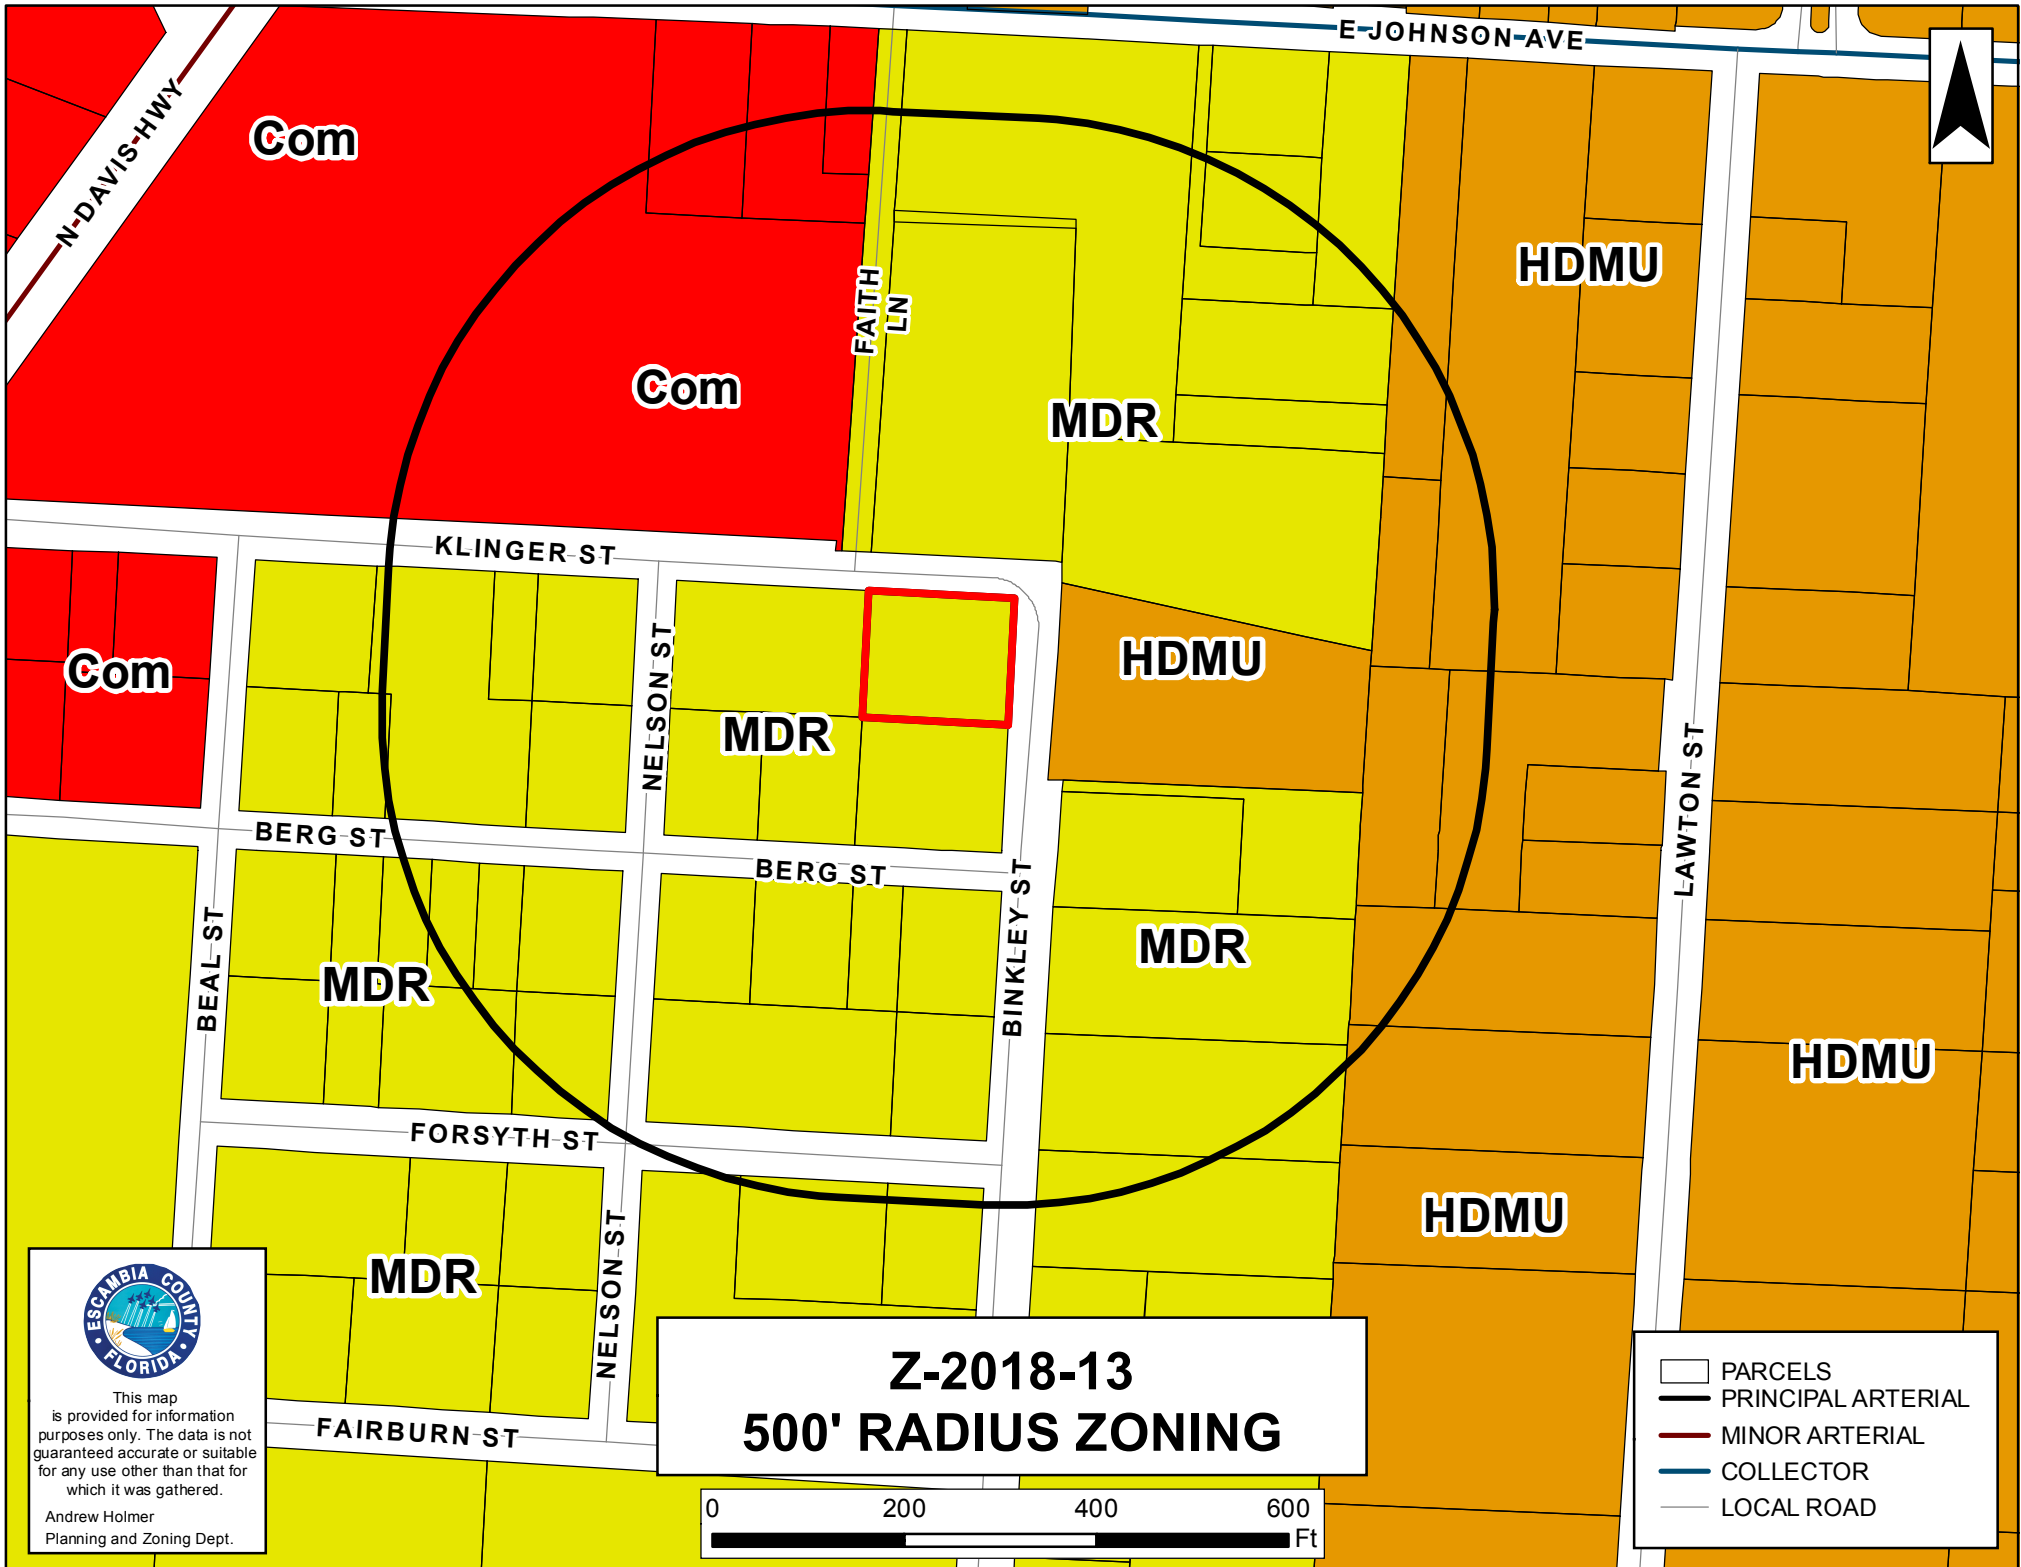 E JOHNSON AVE
N DAVIS HWY
Com
HDMU
FAITH
LN
Com
MDR
KLINGER ST
Com
NELSON ST
HDMU
MDR
LAWTON ST
BERG ST
BERG ST
BINKLEY ST
BEAL ST
MDR
MDR
HDMU
FORSYTH ST
HDMU
NELSON ST
MDR
FAIRBURN ST
ESCAMBIA COUNTY
FLORIDA
This map
is provided for information
purposes only. The data is not
guaranteed accurate or suitable
for any use other than that for
which it was gathered.
Andrew Holmer
Planning and Zoning Dept.
Z-2018-13
500' RADIUS ZONING
0 200 400 600
Ft
PARCELS
PRINCIPAL ARTERIAL
MINOR ARTERIAL
COLLECTOR
LOCAL ROAD